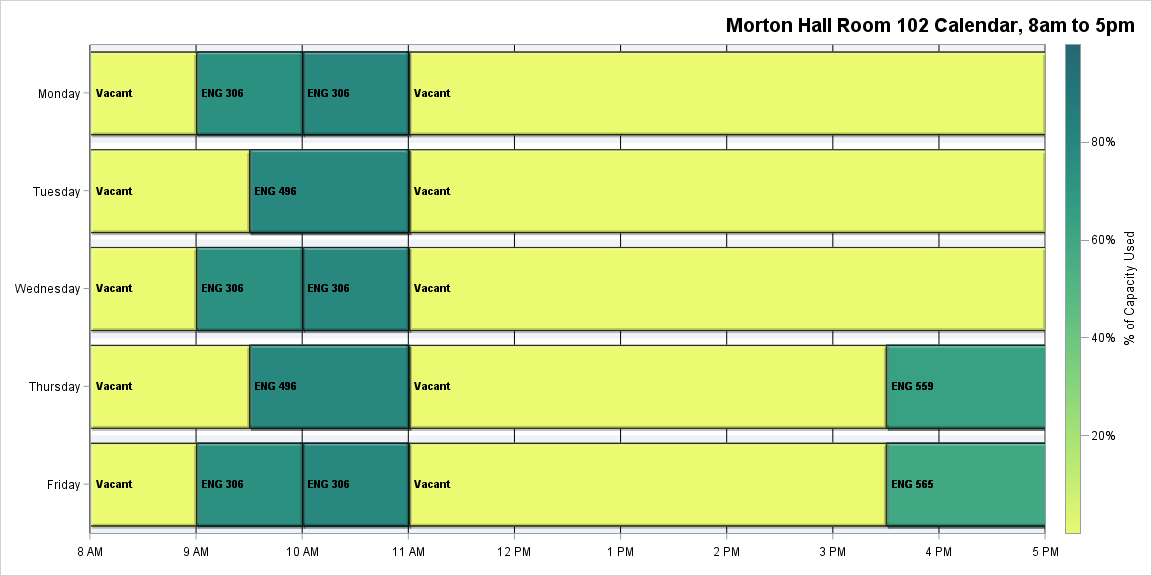 Morton Hall Room 102 Calendar, 8am to 5pm
Monday Vacant ENG 306 ENG 306 Vacant
Tuesday Vacant ENG 496 Vacant
Wednesday Vacant ENG 306 ENG 306 Vacant
Thursday Vacant ENG 496 Vacant ENG 559
Friday Vacant ENG 306 ENG 306 Vacant ENG 565
8 AM 9 AM 10 AM 11 AM 12 PM 1 PM 2 PM 3 PM 4 PM 5 PM
80%
60%
40%
20%
% of Capacity Used